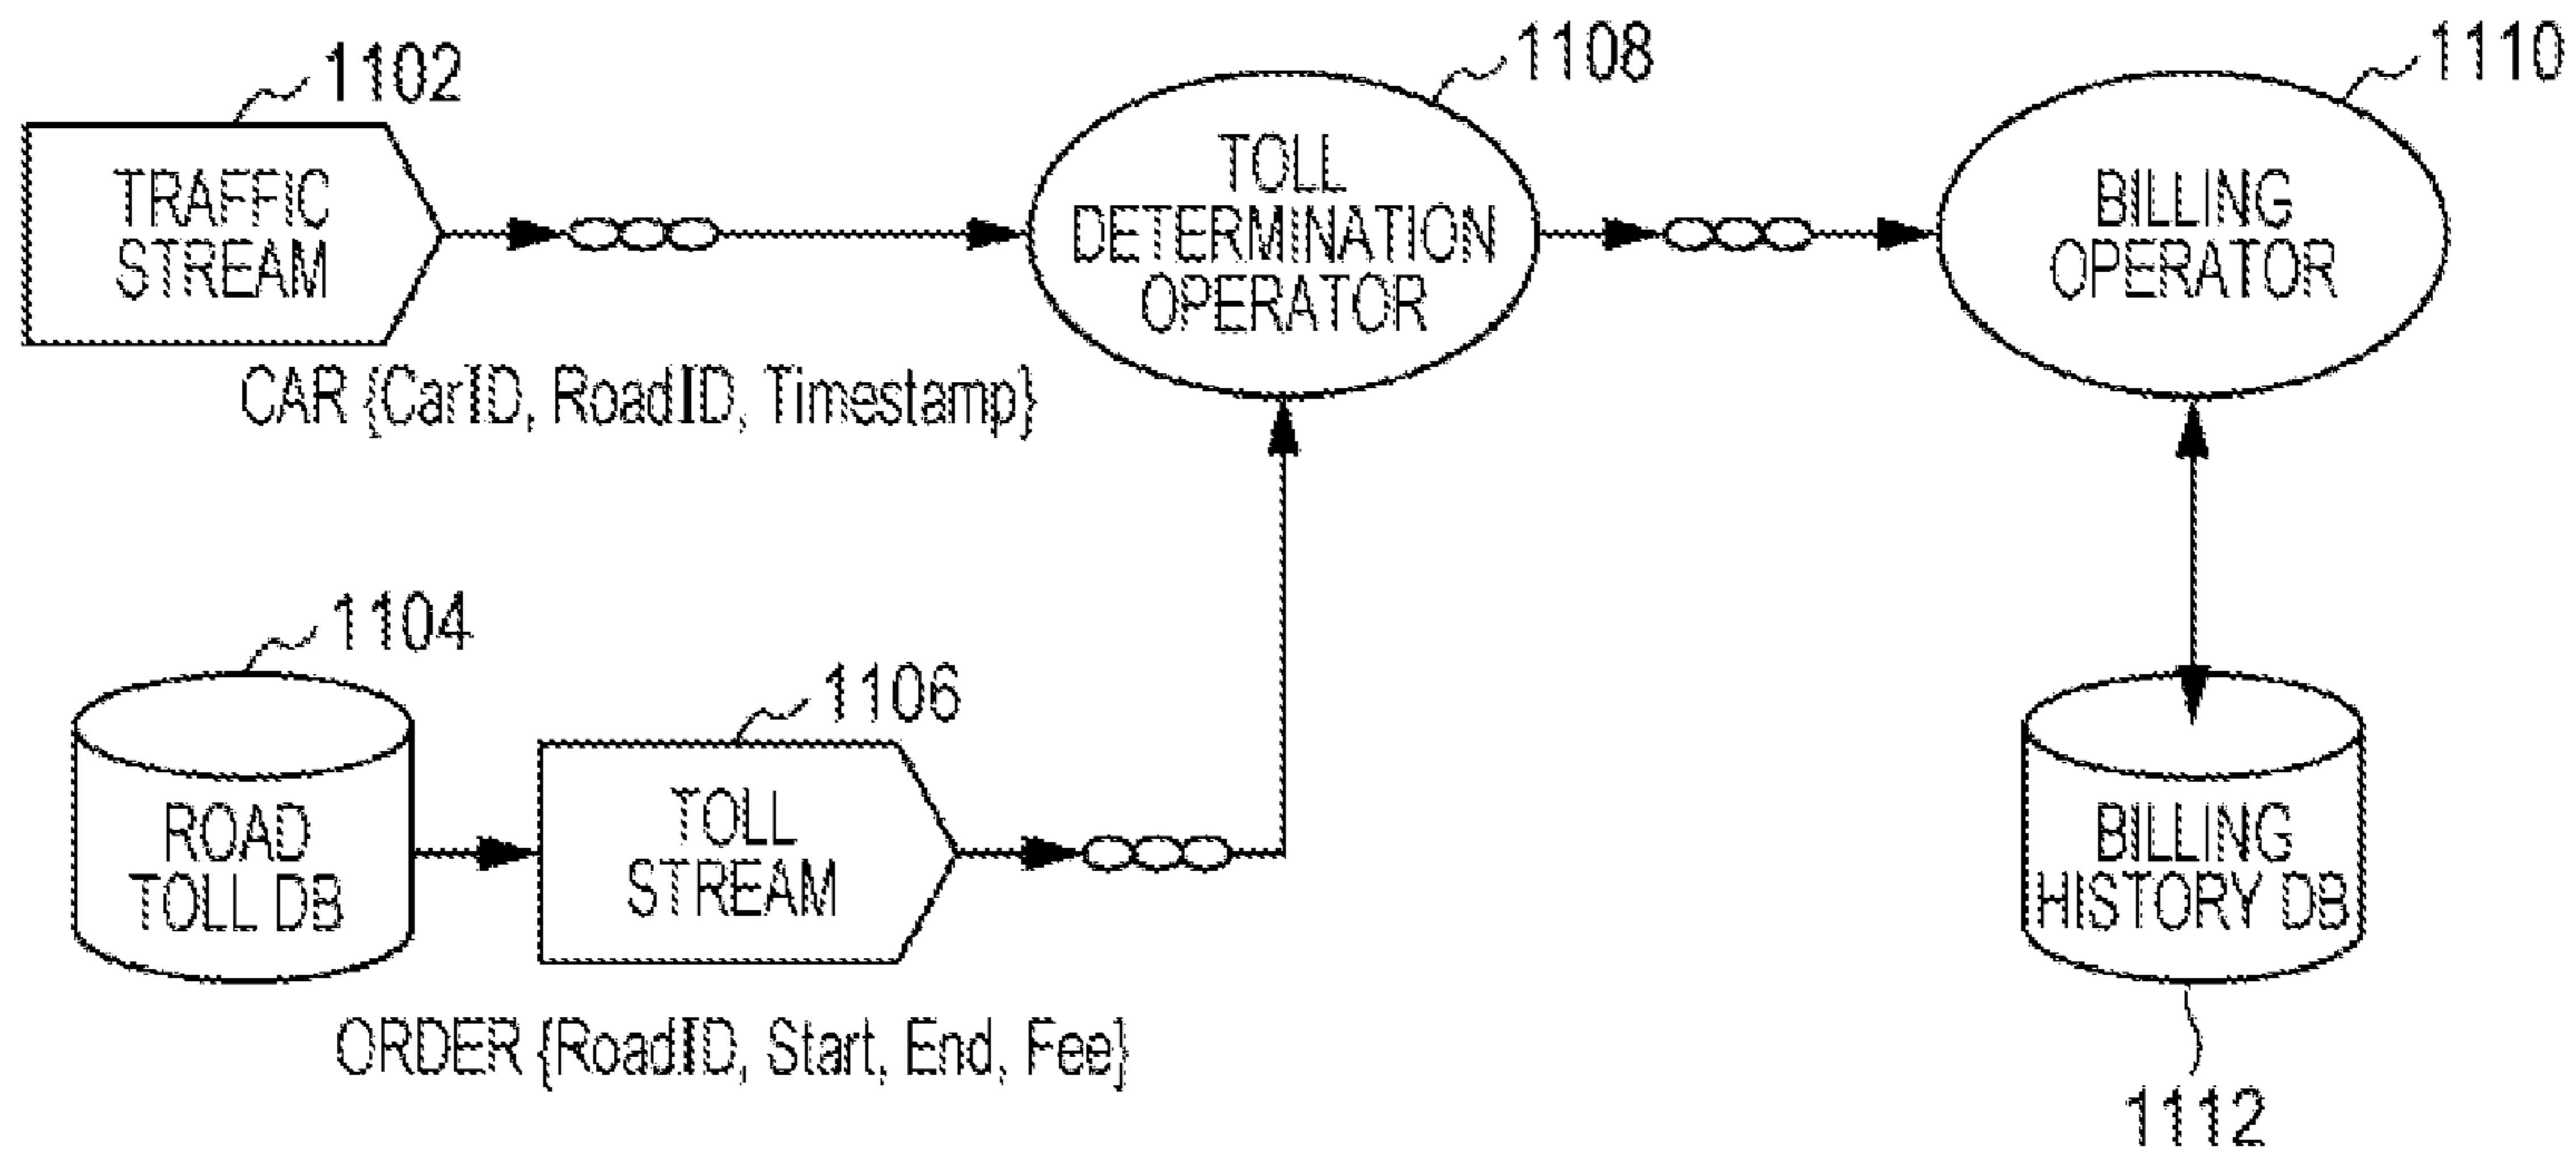 1102
TRAFFIC
STREAM
CAR {CarID, RoadID, Timestamp}
1108
TOLL
DETERMINATION
OPERATOR
1110
BILLING
OPERATOR
1104
ROAD
TOLL DB
1106
TOLL
STREAM
ORDER {RoadID, Start, End, Fee}
BILLING
HISTORY DB
1112